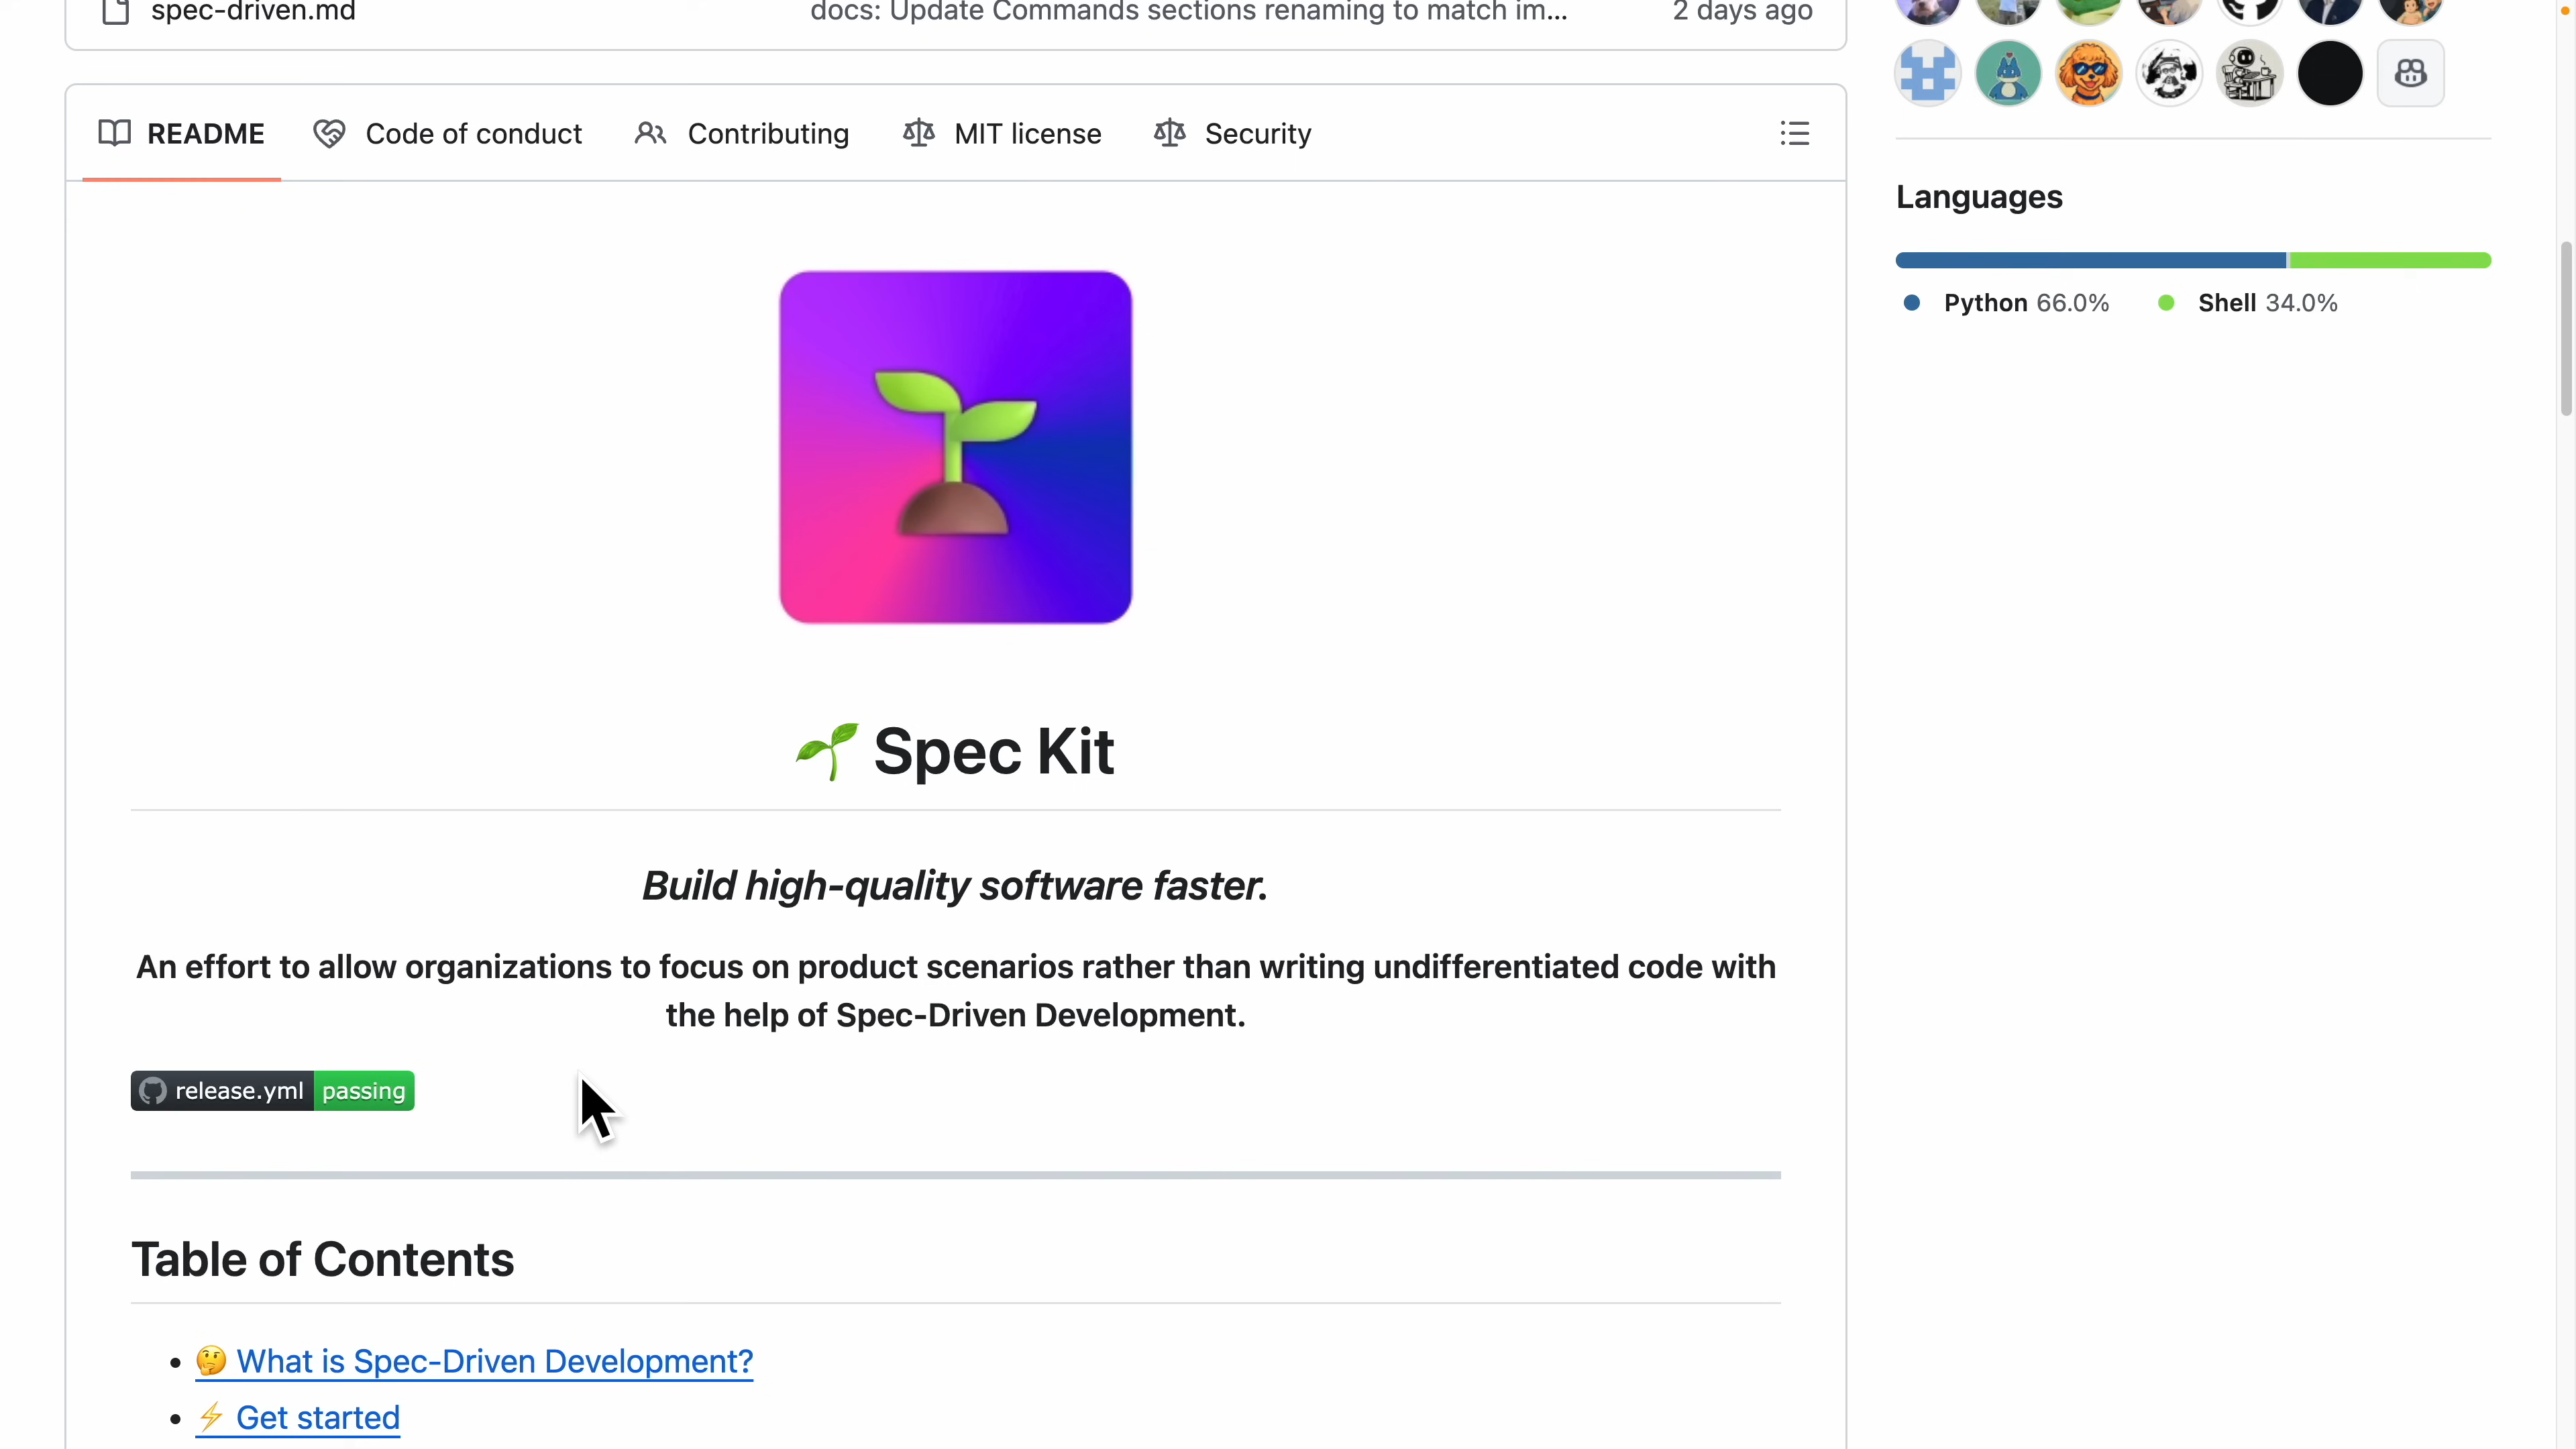 spec-driven.md
docs: Update Commands sections renaming to match im...
2 days ago
README
Code of conduct
Contributing
MIT license
Security
Languages
Python 66.0%
Shell 34.0%
🌱 Spec Kit
Build high-quality software faster.
An effort to allow organizations to focus on product scenarios rather than writing undifferentiated code with
the help of Spec-Driven Development.
release.yml passing
Table of Contents
• 🤔 What is Spec-Driven Development?
• ⚡ Get started